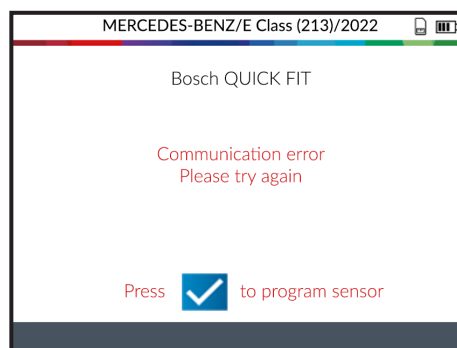 MERCEDES-BENZ/E Class (213)/2022
Bosch QUICK FIT
Communication error
Please try again
Press to program sensor